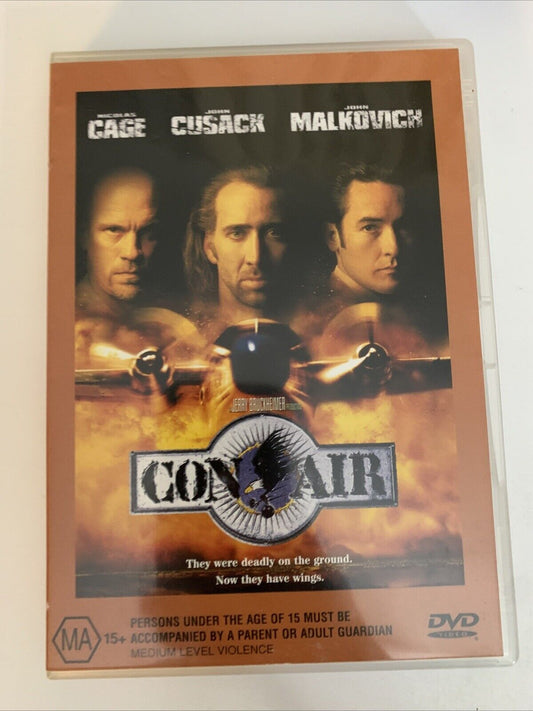 NICOLAS CAGE JOHN CUSACK JOHN MALKOVICH
JERRY BRUCKHEIMER
CON AIR
They were deadly on the ground.
Now they have wings.
PERSONS UNDER THE AGE OF 15 MUST BE
MA 15+ ACCOMPANIED BY A PARENT OR ADULT GUARDIAN
MEDIUM LEVEL VIOLENCE
DVD
VIDEO